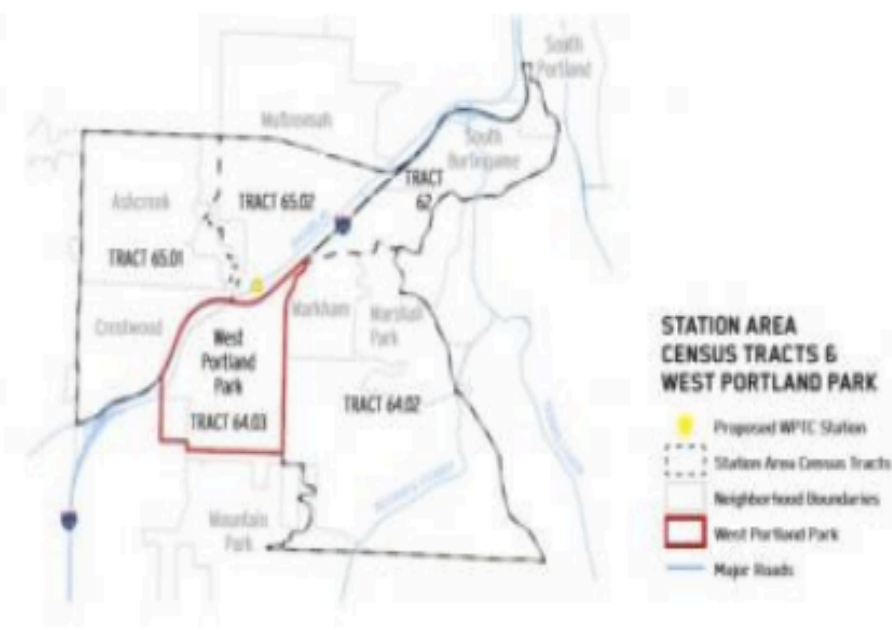 South
Portland
Multnomah
South
Burlingame
TRACT
62
Ashcreek
TRACT 65.02
TRACT 65.01
Crestwood
Markham
Marshall
Park
West
Portland
Park
TRACT 64.03
TRACT 64.02
Mountain
Park
STATION AREA
CENSUS TRACTS &
WEST PORTLAND PARK
Proposed WPTC Station
Station Area Census Tracts
Neighborhood Boundaries
West Portland Park
Major Roads